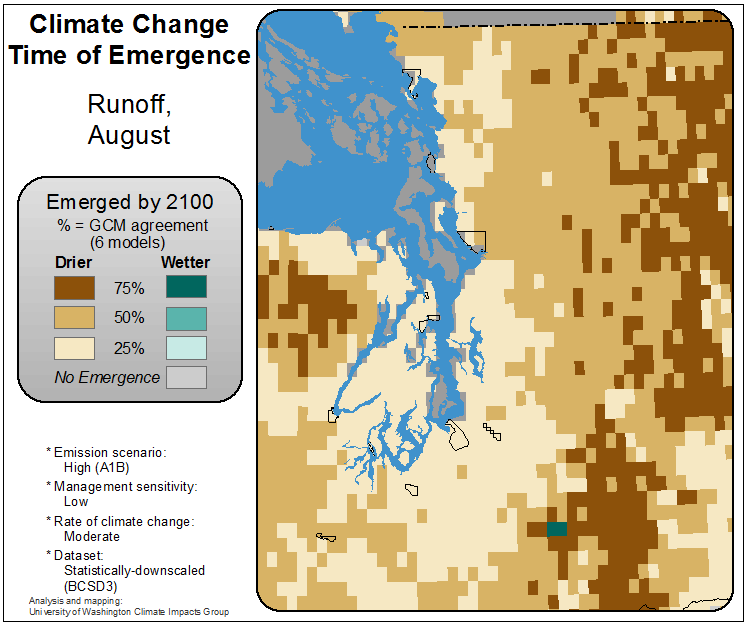 Climate Change
Time of Emergence
Runoff,
August
Emerged by 2100
% = GCM agreement
(6 models)
Drier Wetter
75%
50%
25%
No Emergence
* Emission scenario:
High (A1B)
* Management sensitivity:
Low
* Rate of climate change:
Moderate
* Dataset:
Statistically-downscaled
(BCSD3)
Analysis and mapping:
University of Washington Climate Impacts Group